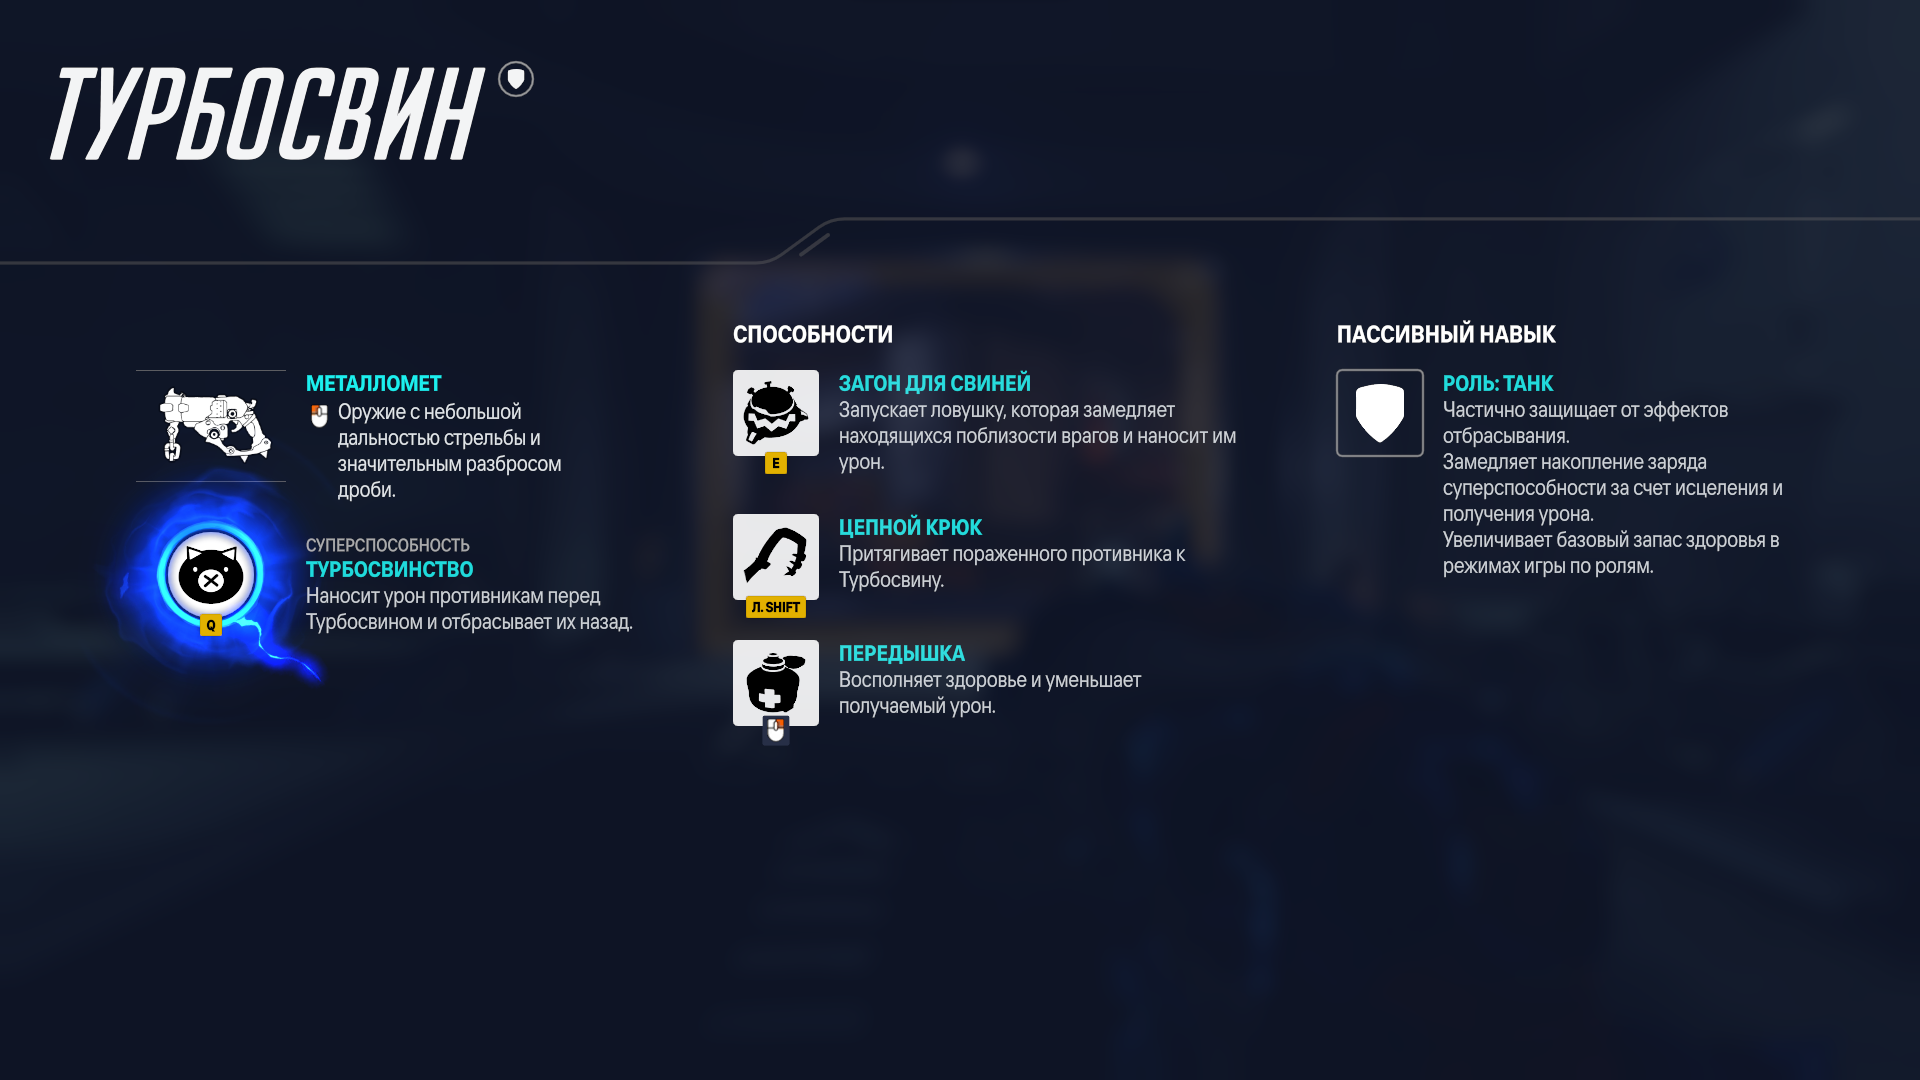 ТУРБОСВИН
МЕТАЛЛОМЕТ
Оружие с небольшой
дальностью стрельбы и
значительным разбросом
дроби.
СУПЕРСПОСОБНОСТЬ
ТУРБОСВИНСТВО
Наносит урон противникам перед
Турбосвином и отбрасывает их назад.
Q
СПОСОБНОСТИ
ЗАГОН ДЛЯ СВИНЕЙ
Запускает ловушку, которая замедляет
находящихся поблизости врагов и наносит им
урон.
E
ЦЕПНОЙ КРЮК
Притягивает пораженного противника к
Турбосвину.
Л. SHIFT
ПЕРЕДЫШКА
Восполняет здоровье и уменьшает
получаемый урон.
ПАССИВНЫЙ НАВЫК
РОЛЬ: ТАНК
Частично защищает от эффектов
отбрасывания.
Замедляет накопление заряда
суперспособности за счет исцеления и
получения урона.
Увеличивает базовый запас здоровья в
режимах игры по ролям.